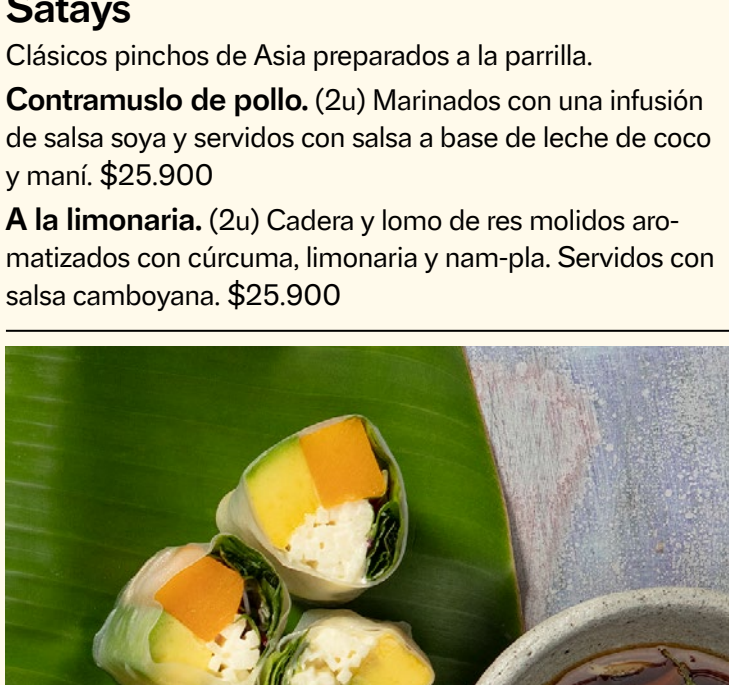 Satays
Clásicos pinchos de Asia preparados a la parrilla.
Contramuslo de pollo. (2u) Marinados con una infusión
de salsa soya y servidos con salsa a base de leche de coco
y maní. $25.900
A la limonaria. (2u) Cadera y lomo de res molidos aro-
matizados con cúrcuma, limonaria y nam-pla. Servidos con
salsa camboyana. $25.900